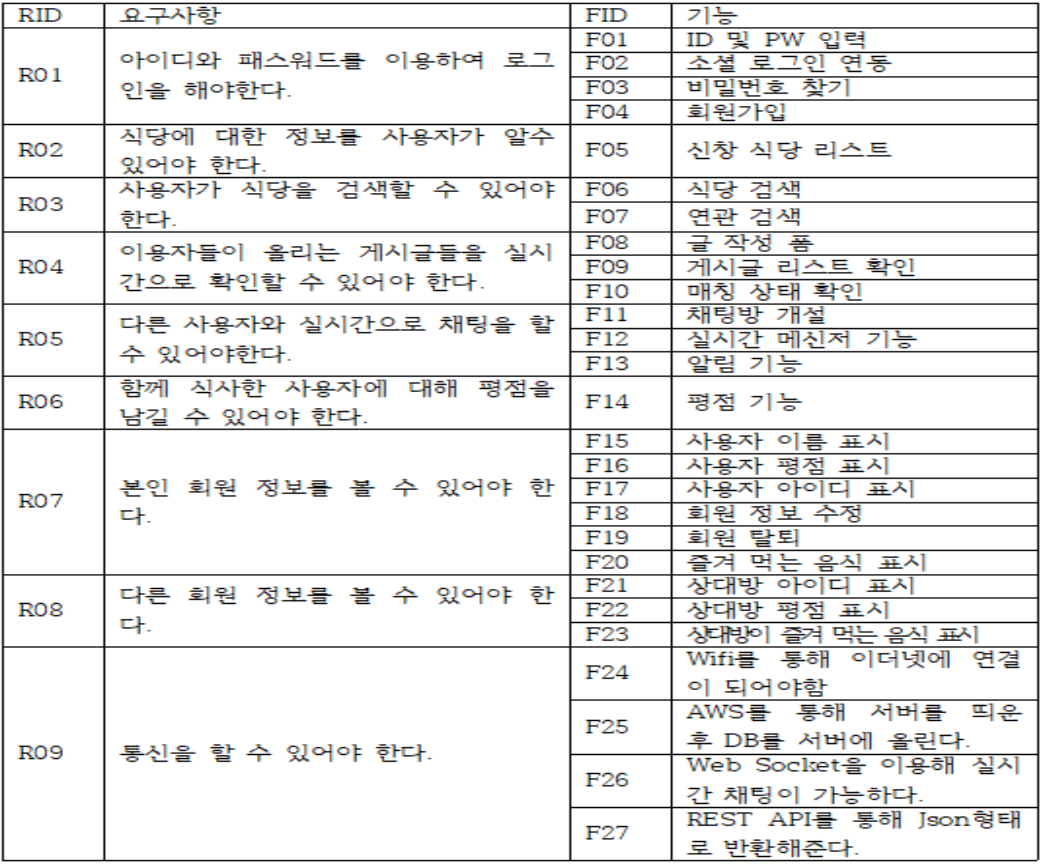 RID 요구사항 FID 기능
R01 아이디와 패스워드를 이용하여 로그
인을 해야한다.
F01 ID 및 PW 입력
F02 소셜 로그인 연동
F03 비밀번호 찾기
F04 회원가입
R02 식당에 대한 정보를 사용자가 알수
있어야 한다.
F05 신창 식당 리스트
R03 사용자가 식당을 검색할 수 있어야
한다.
F06 식당 검색
F07 연관 검색
R04 이용자들이 올리는 게시글들을 실시
간으로 확인할 수 있어야 한다.
F08 글 작성 폼
F09 게시글 리스트 확인
F10 매칭 상태 확인
R05 다른 사용자와 실시간으로 채팅을 할
수 있어야한다.
F11 채팅방 개설
F12 실시간 메신저 기능
F13 알림 기능
R06 함께 식사한 사용자에 대해 평점을
남길 수 있어야 한다.
F14 평점 기능
R07 본인 회원 정보를 볼 수 있어야 한
다.
F15 사용자 이름 표시
F16 사용자 평점 표시
F17 사용자 아이디 표시
F18 회원 정보 수정
F19 회원 탈퇴
F20 즐겨 먹는 음식 표시
R08 다른 회원 정보를 볼 수 있어야 한
다.
F21 상대방 아이디 표시
F22 상대방 평점 표시
F23 상대방이 즐겨 먹는 음식 표시
R09 통신을 할 수 있어야 한다.
F24 Wifi를 통해 이더넷에 연결
이 되어야함
F25 AWS를 통해 서버를 띄운
후 DB를 서버에 올린다.
F26 Web Socket을 이용해 실시
간 채팅이 가능하다.
F27 REST API를 통해 Json형태
로 반환해준다.